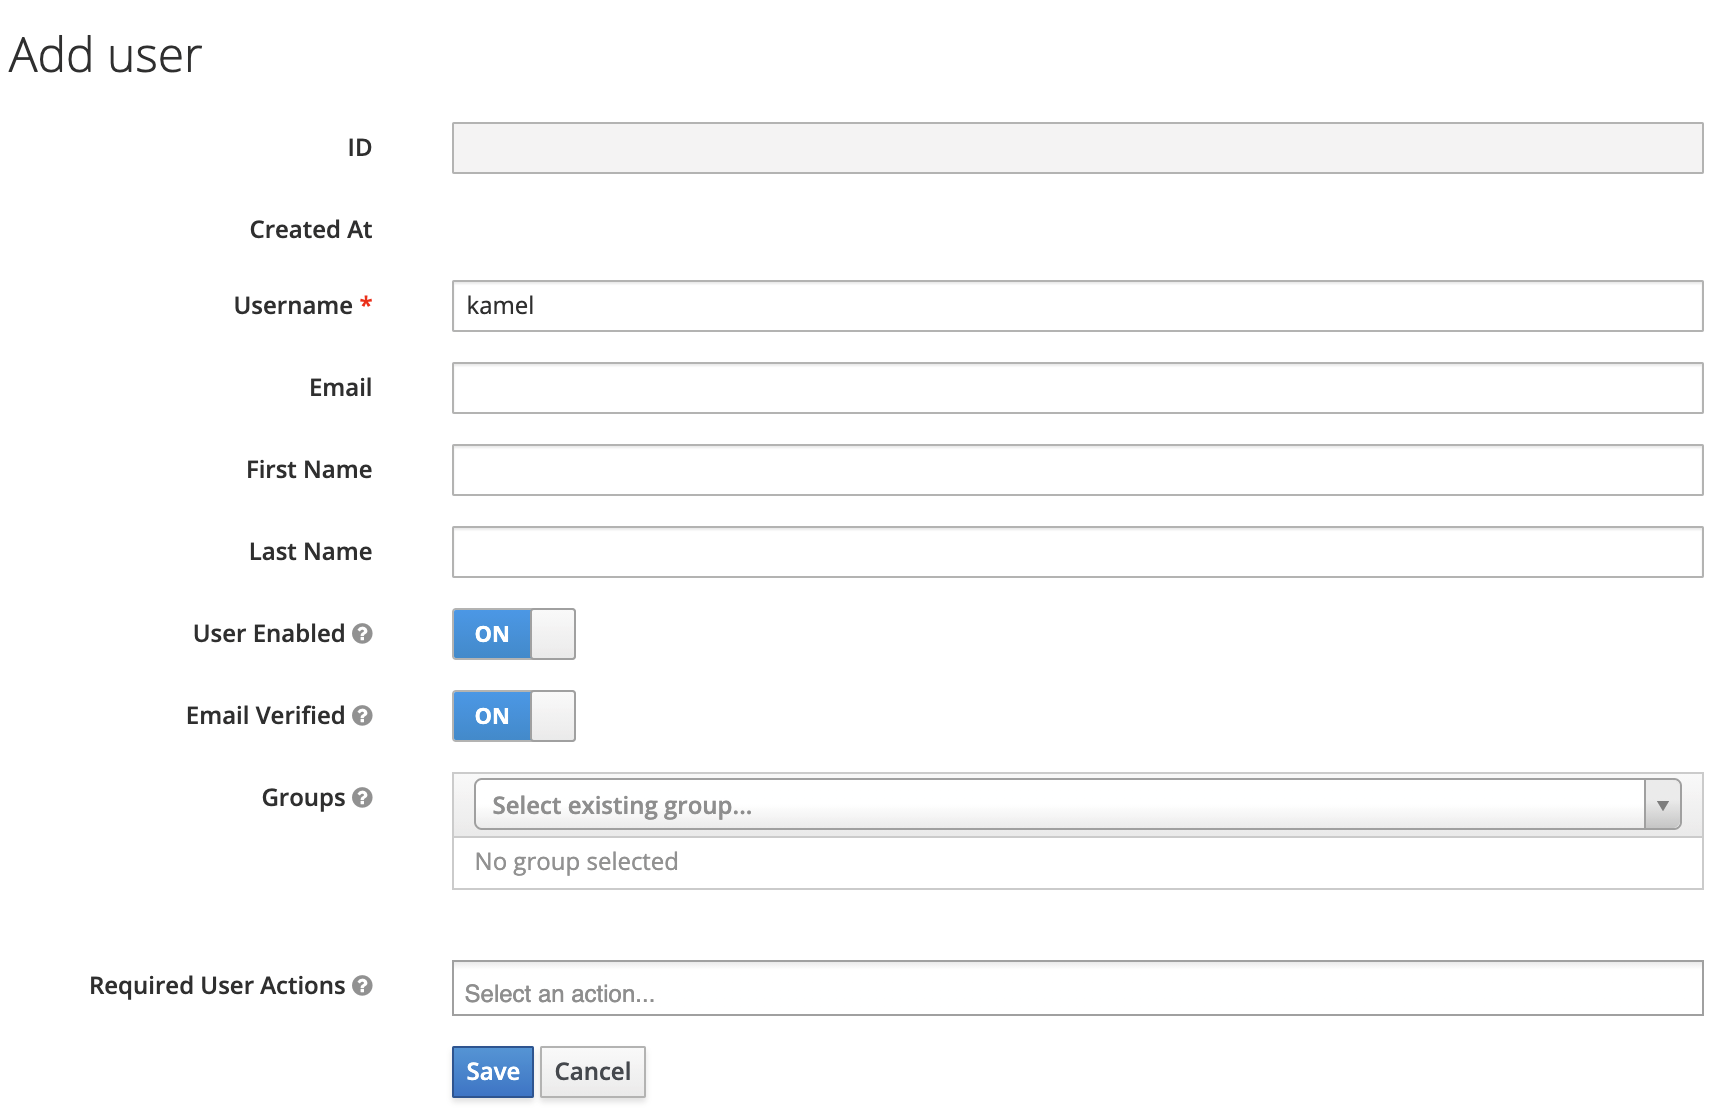 Add user
ID
Created At
Username *
kamel
Email
First Name
Last Name
User Enabled ?
ON
Email Verified ?
ON
Groups ?
Select existing group...
No group selected
Required User Actions ?
Select an action...
Save Cancel